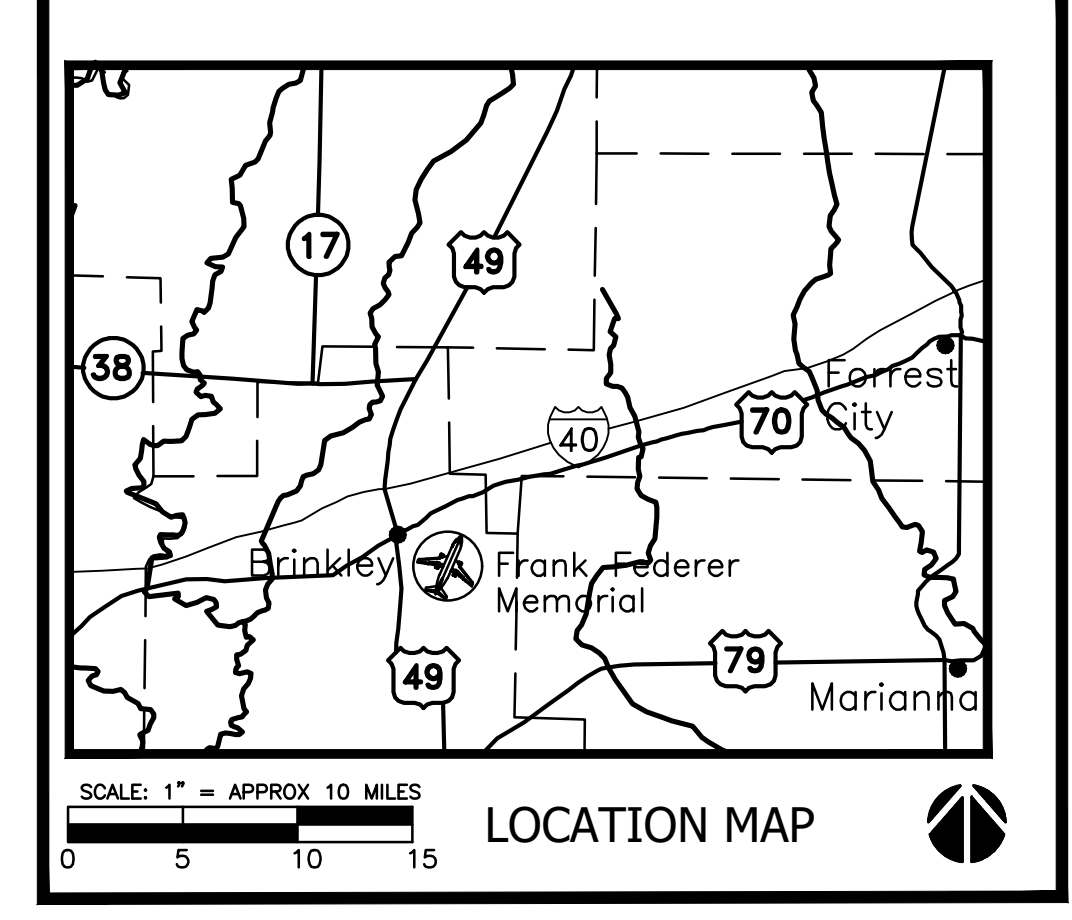 17
49
38
Forrest
City
70
40
Brinkley
Frank Federer
Memorial
49
79
Marianna
SCALE: 1" = APPROX 10 MILES
0 5 10 15
LOCATION MAP